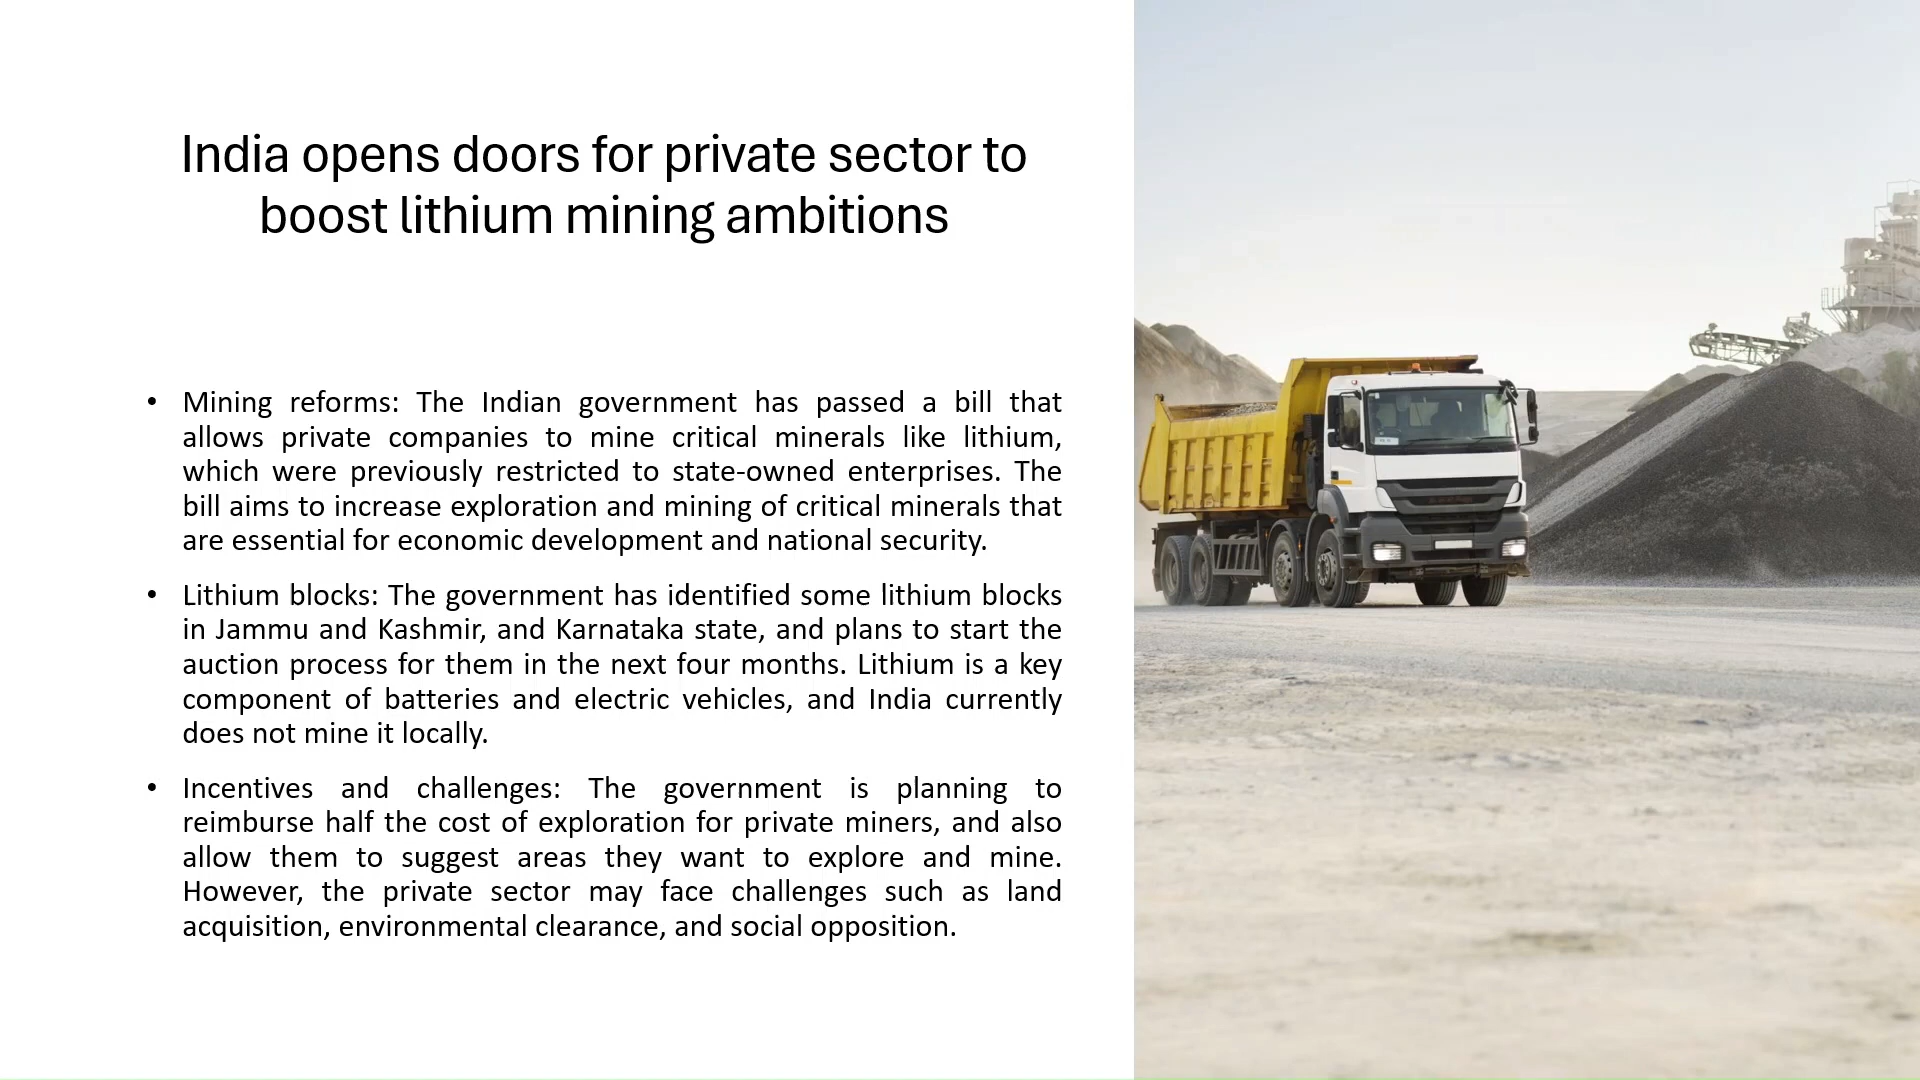 India opens doors for private sector to
boost lithium mining ambitions
• Mining reforms: The Indian government has passed a bill that
allows private companies to mine critical minerals like lithium,
which were previously restricted to state-owned enterprises. The
bill aims to increase exploration and mining of critical minerals that
are essential for economic development and national security.
• Lithium blocks: The government has identified some lithium blocks
in Jammu and Kashmir, and Karnataka state, and plans to start the
auction process for them in the next four months. Lithium is a key
component of batteries and electric vehicles, and India currently
does not mine it locally.
• Incentives and challenges: The government is planning to
reimburse half the cost of exploration for private miners, and also
allow them to suggest areas they want to explore and mine.
However, the private sector may face challenges such as land
acquisition, environmental clearance, and social opposition.